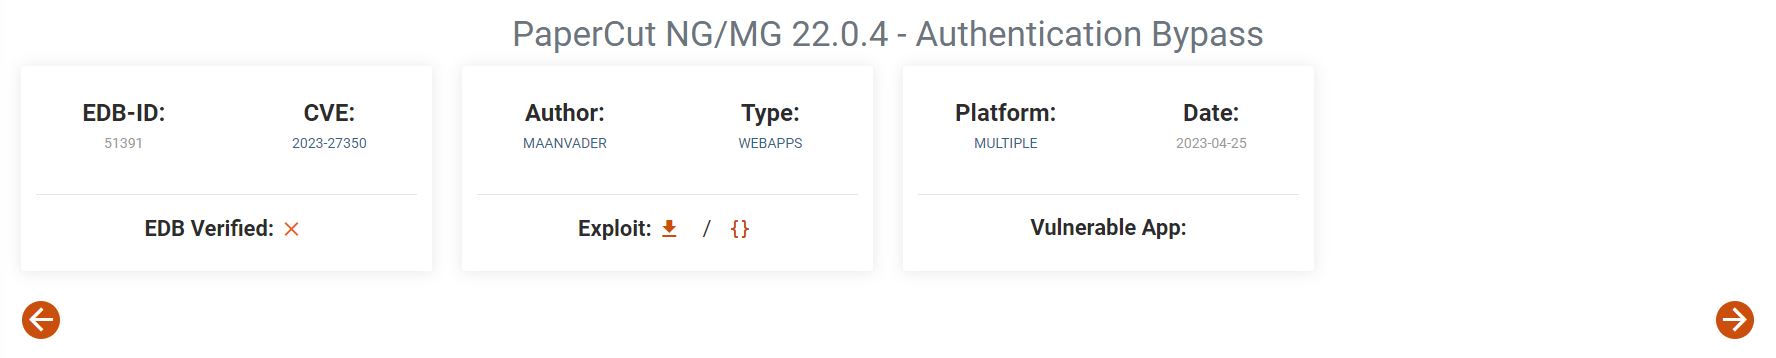 PaperCut NG/MG 22.0.4 - Authentication Bypass
EDB-ID:
51391
CVE:
2023-27350
Author:
MAANVADER
Type:
WEBAPPS
Platform:
MULTIPLE
Date:
2023-04-25
EDB Verified:
Exploit: / {}
Vulnerable App: